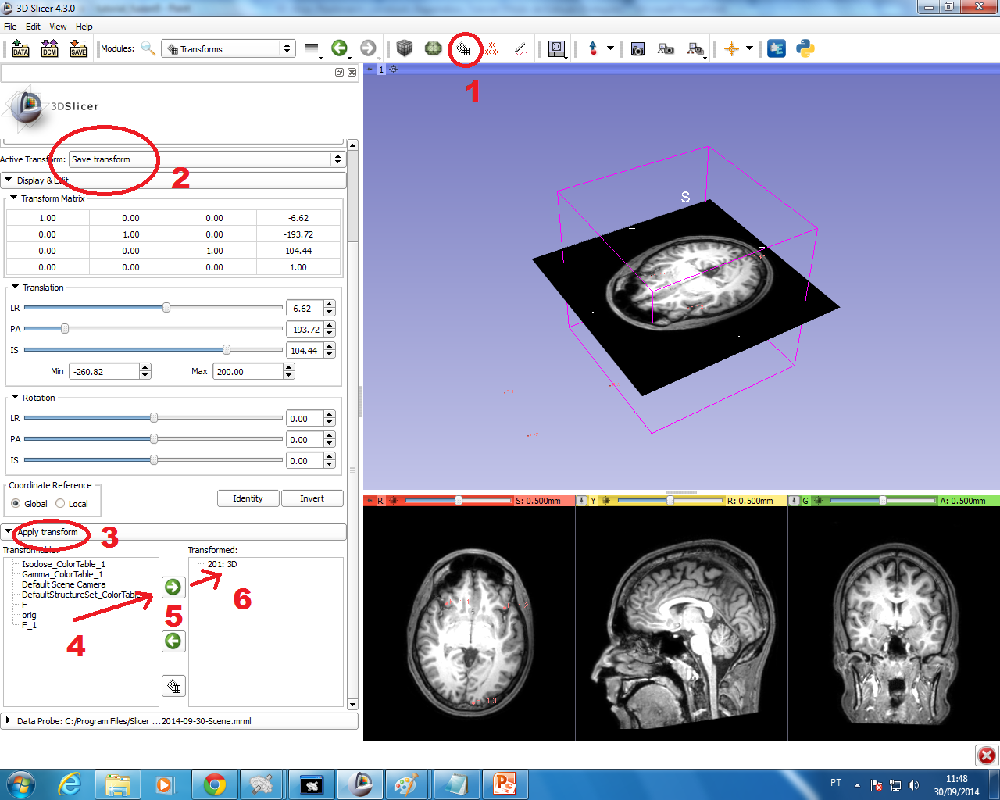 3D Slicer 4.3.0
File Edit View Help
DATA DCM SAVE Modules: Transforms
1
1
3DSlicer
Active Transform: Save transform
2
Display & Edit
Transform Matrix
1.00 0.00 0.00 -6.62
0.00 1.00 0.00 -193.72
0.00 0.00 1.00 104.44
0.00 0.00 0.00 1.00
Translation
LR -6.62
PA -193.72
IS 104.44
Min -260.82 Max 200.00
Rotation
LR 0.00
PA 0.00
IS 0.00
Coordinate Reference
Global Local Identity Invert
Apply transform
3
Transformable: Transformed:
Isodose_ColorTable_1
Gamma_ColorTable_1
Default Scene Camera
DefaultStructureSet_ColorTable
F
orig
F_1
201: 3D
4
5
6
Data Probe: C:/Program Files/Slicer ...2014-09-30-Scene.mrml
S
R S: 0.500mm
Y R: 0.500mm
G A: 0.500mm
PT 11:48
30/09/2014